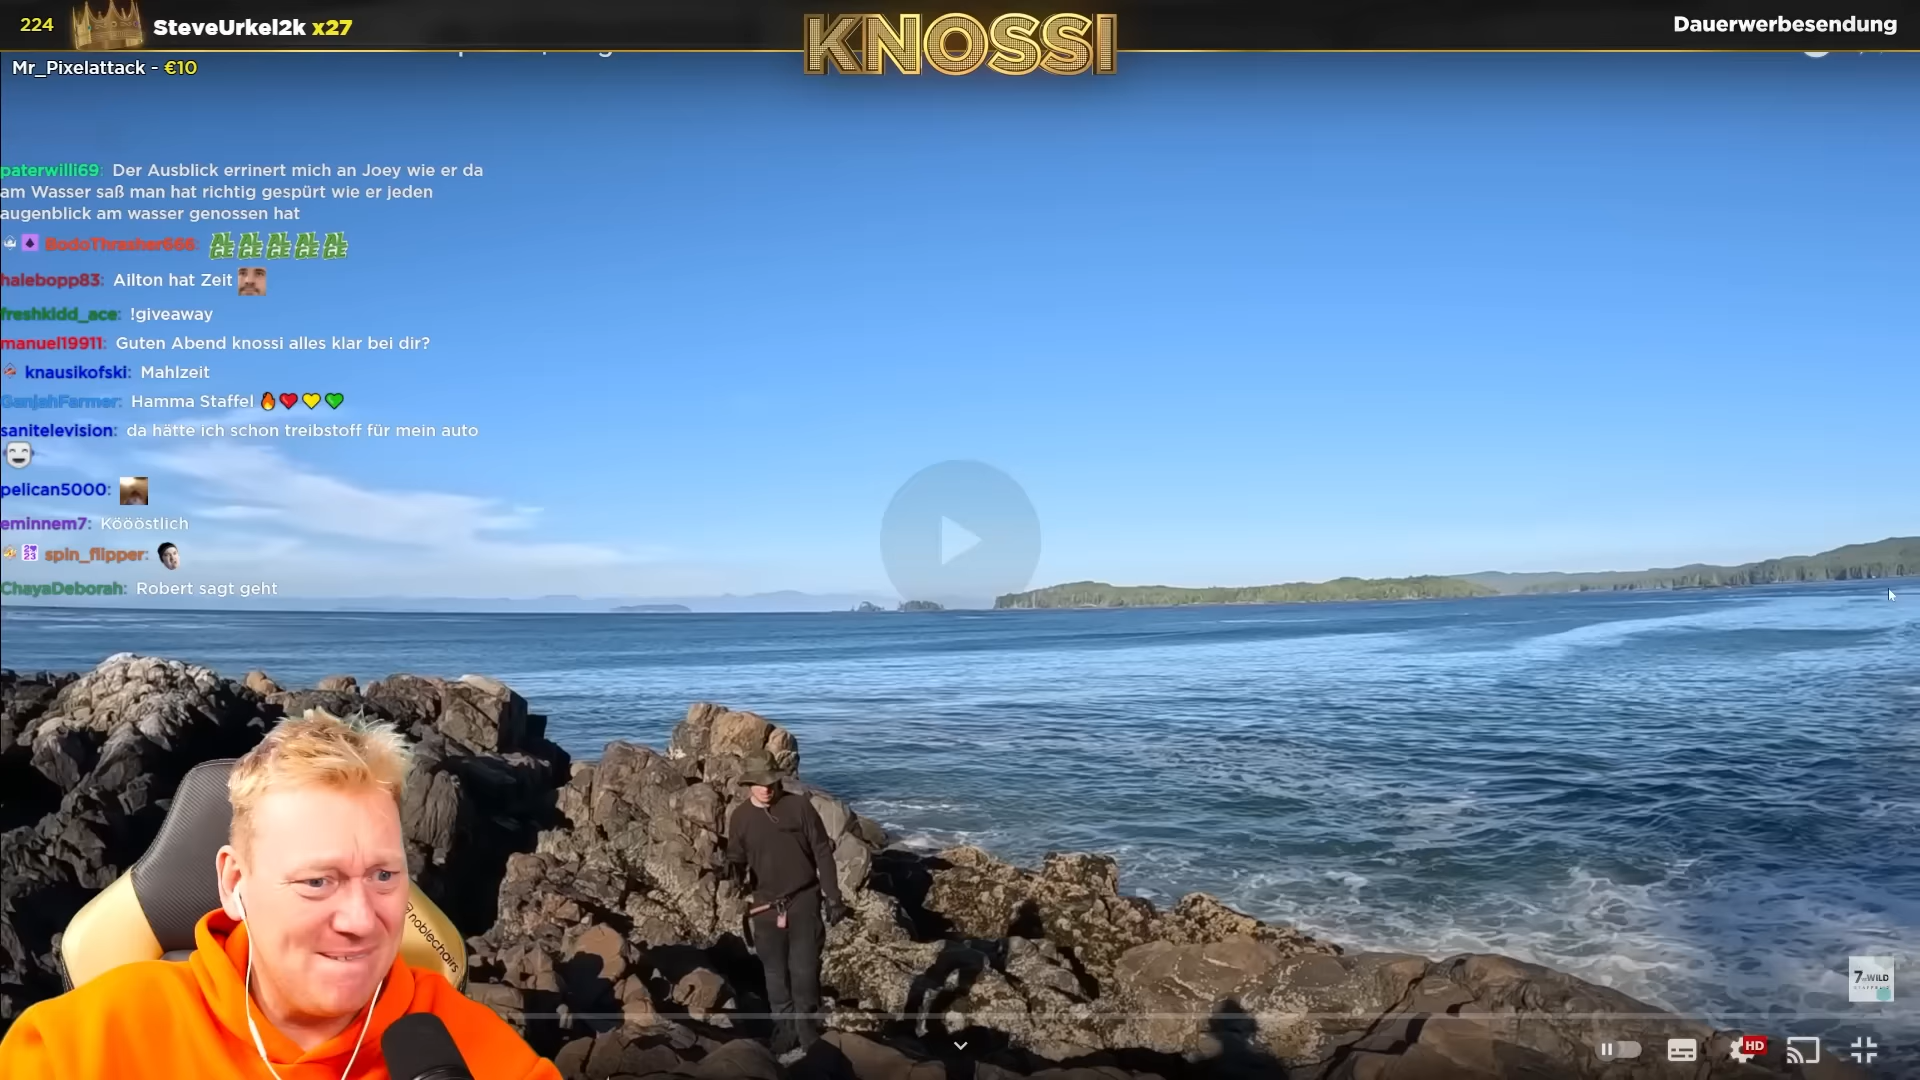 224 SteveUrkel2k x27
KNOSSI
Dauerwerbesendung
Mr_Pixelattack - €10
paterwilli69: Der Ausblick errinert mich an Joey wie er da
am Wasser saß man hat richtig gespürt wie er jeden
augenblick am wasser genossen hat
BodoThrasher666:
halebopp83: Ailton hat Zeit
freshkidd_ace: !giveaway
manuel19911: Guten Abend knossi alles klar bei dir?
knausikofski: Mahlzeit
GanjahFarmer: Hamma Staffel
sanitelevision: da hätte ich schon treibstoff für mein auto
pelican5000:
eminnem7: Köööstlich
spin_flipper:
ChayaDeborah: Robert sagt geht
noblechairs
7 WILD
HD